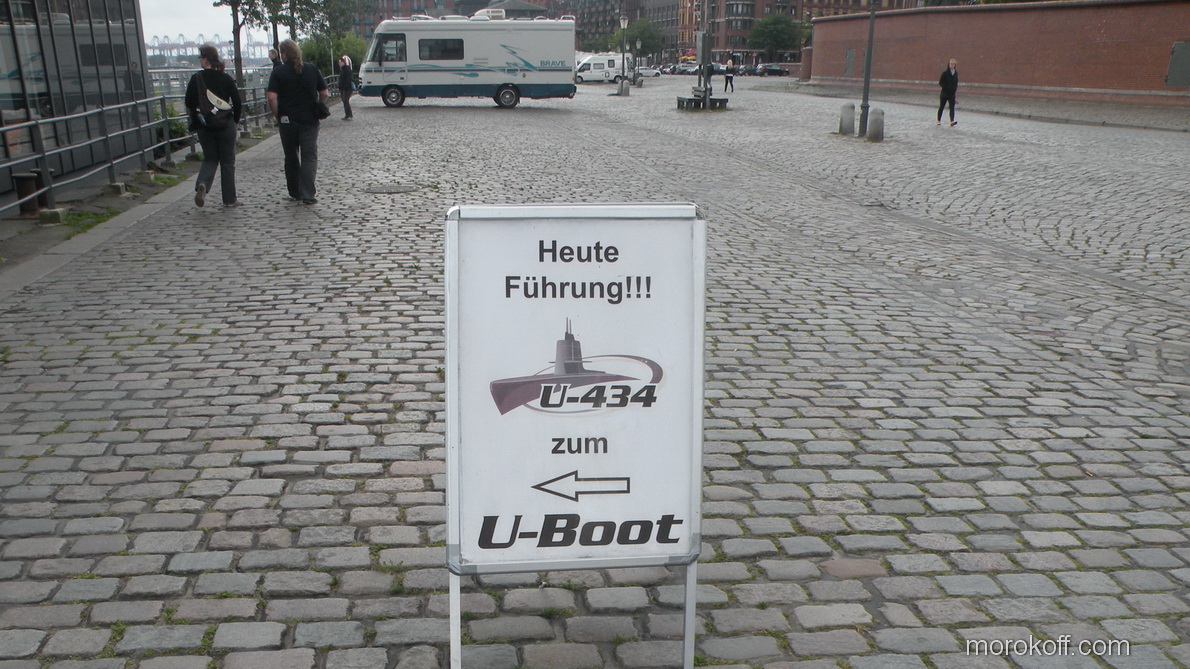 BRAVE
Heute
Führung!!!
U-434
zum
U-Boot
morokoff.com